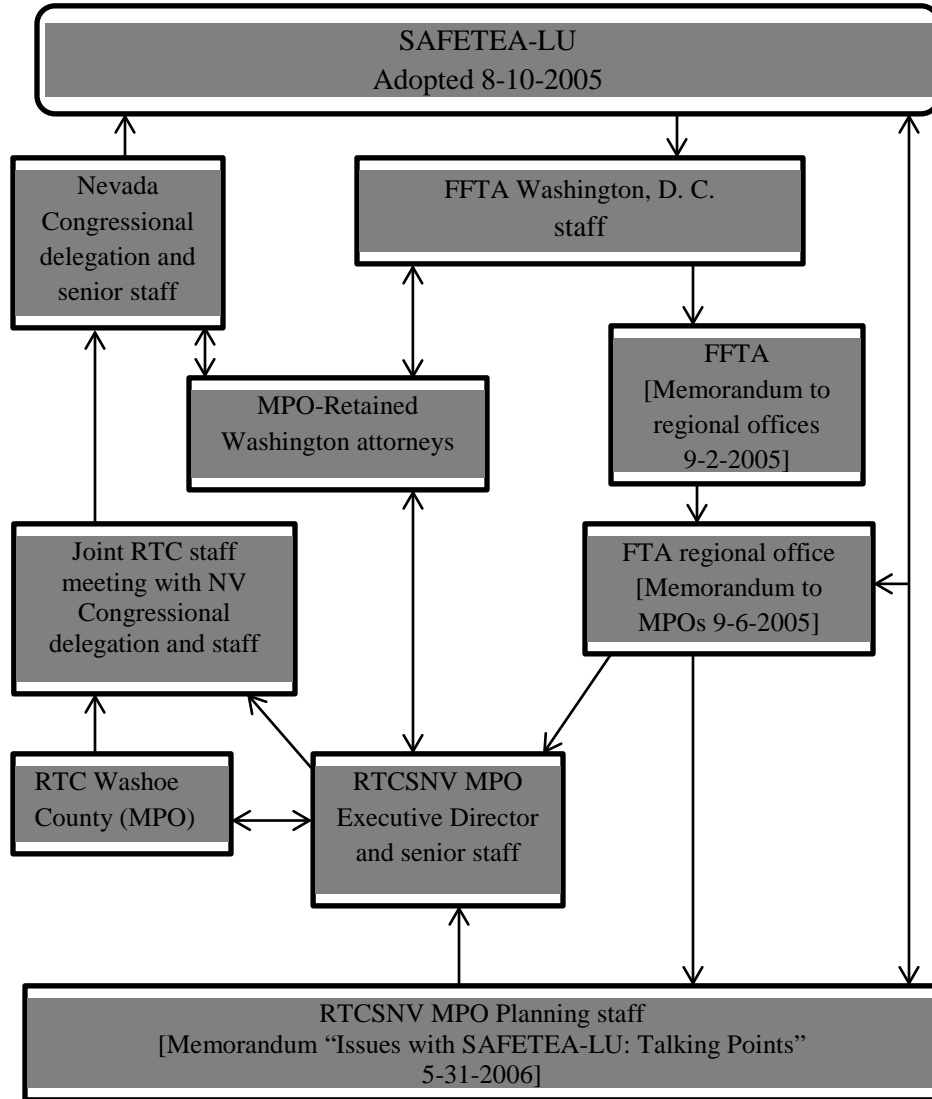 SAFETEA-LU
Adopted 8-10-2005
Nevada
Congressional
delegation and
senior staff
FFTA Washington, D. C.
staff
FFTA
[Memorandum to
regional offices
9-2-2005]
MPO-Retained
Washington attorneys
Joint RTC staff
meeting with NV
Congressional
delegation and staff
FTA regional office
[Memorandum to
MPOs 9-6-2005]
RTC Washoe
County (MPO)
RTCSNV MPO
Executive Director
and senior staff
RTCSNV MPO Planning staff
[Memorandum “Issues with SAFETEA-LU: Talking Points”
5-31-2006]